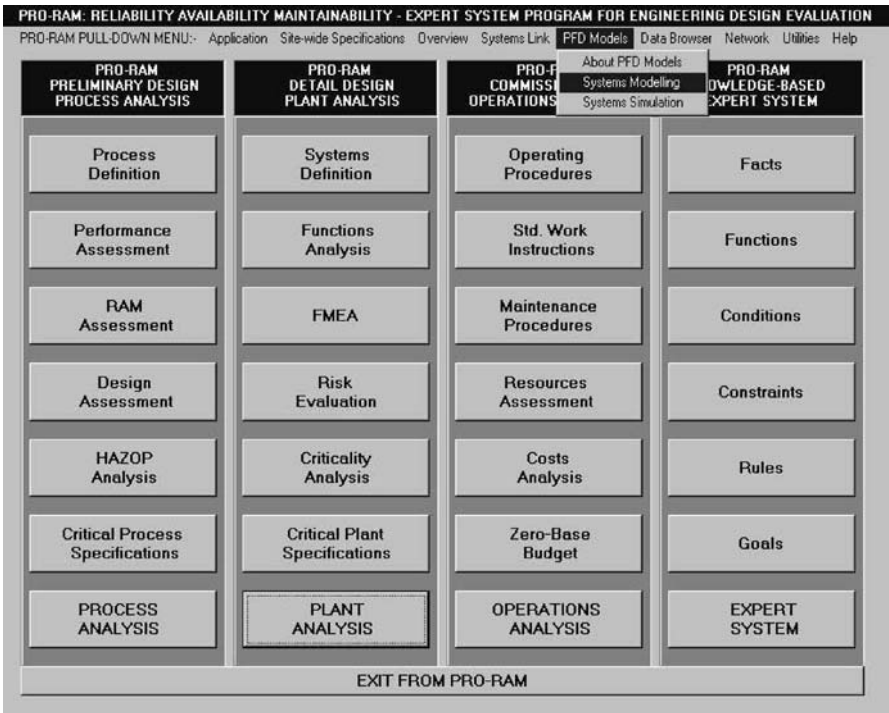 PRO-RAM: RELIABILITY AVAILABILITY MAINTAINABILITY - EXPERT SYSTEM PROGRAM FOR ENGINEERING DESIGN EVALUATION
PRO-RAM PULL-DOWN MENU:- Application Site-wide Specifications Overview Systems Link PFD Models Data Browser Network Utilities Help
About PFD Models
Systems Modelling
Systems Simulation
PRO-RAM
PRELIMINARY DESIGN
PROCESS ANALYSIS
Process
Definition
Performance
Assessment
RAM
Assessment
Design
Assessment
HAZOP
Analysis
Critical Process
Specifications
PROCESS
ANALYSIS
PRO-RAM
DETAIL DESIGN
PLANT ANALYSIS
Systems
Definition
Functions
Analysis
FMEA
Risk
Evaluation
Criticality
Analysis
Critical Plant
Specifications
PLANT
ANALYSIS
PRO-
COMMISS
OPERATIONS
Operating
Procedures
Std. Work
Instructions
Maintenance
Procedures
Resources
Assessment
Costs
Analysis
Zero-Base
Budget
OPERATIONS
ANALYSIS
PRO-RAM
OWLEDGE-BASED
EXPERT SYSTEM
Facts
Functions
Conditions
Constraints
Rules
Goals
EXPERT
SYSTEM
EXIT FROM PRO-RAM